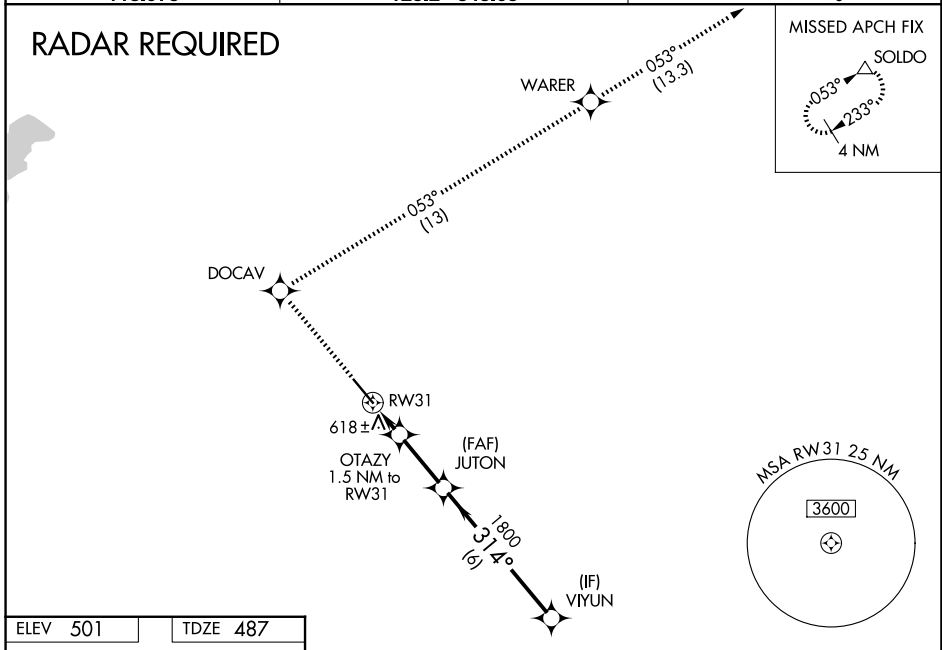 RADAR REQUIRED
MISSED APCH FIX
SOLDO
053°
233°
4 NM
WARER
053°
(13.3)
053°
(13)
DOCAV
RW31
618±
OTAZY
1.5 NM to
RW31
(FAF)
JUTON
1800
314°
(6)
(IF)
VIYUN
MSA RW31 25 NM
3600
ELEV 501
TDZE 487